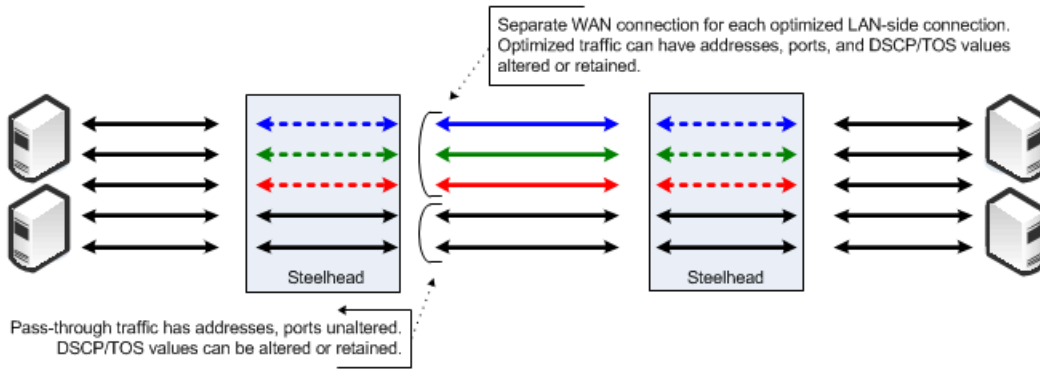 Separate WAN connection for each optimized LAN-side connection.
Optimized traffic can have addresses, ports, and DSCP/TOS values
altered or retained.
Steelhead
Steelhead
Pass-through traffic has addresses, ports unaltered.
DSCP/TOS values can be altered or retained.